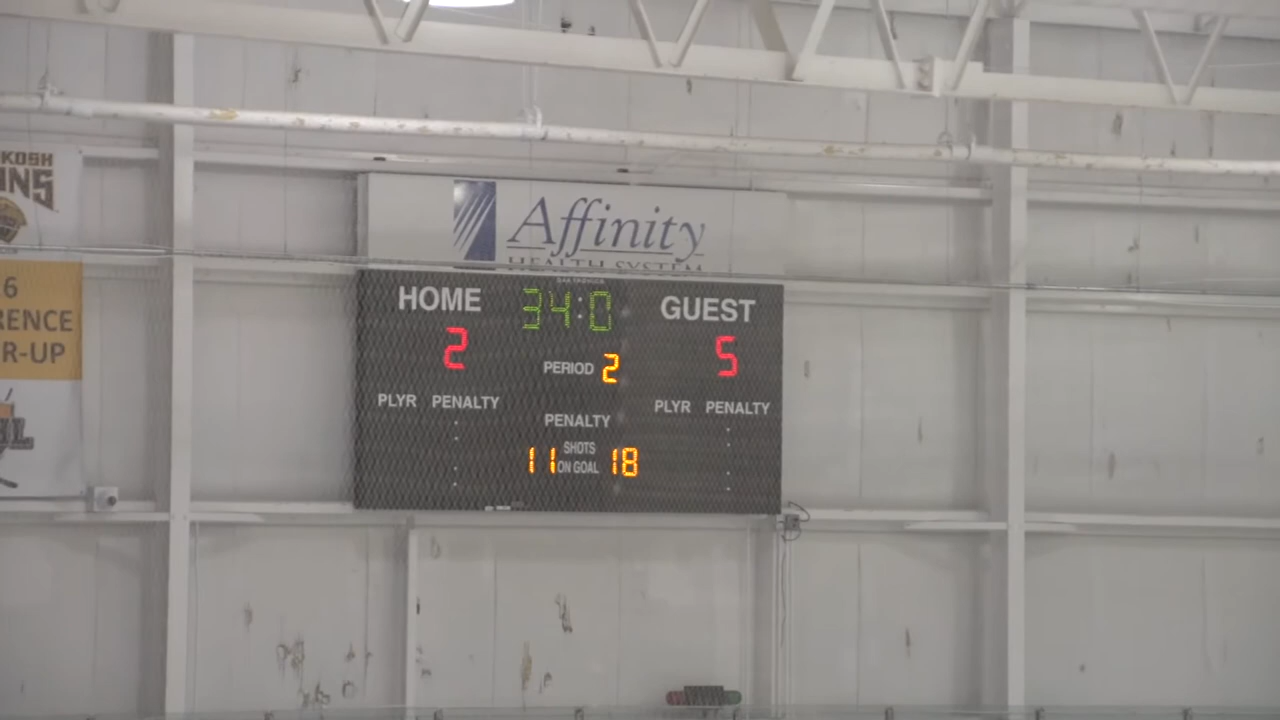 KOSH
NS
6
RENCE
R-UP
Affinity
HEALTH SYSTEM
HOME 34:0 GUEST
2 5
PERIOD 2
PLYR PENALTY PLYR PENALTY
PENALTY
SHOTS
11 ON GOAL 18